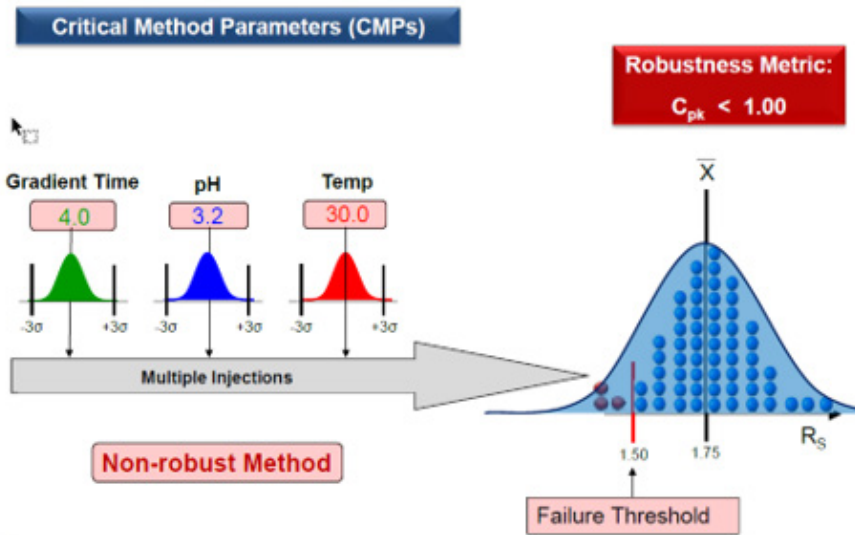 Critical Method Parameters (CMPs)
Robustness Metric:
Cpk < 1.00
Gradient Time
pH
Temp
4.0
3.2
30.0
-3σ
+3σ
-3σ
+3σ
-3σ
+3σ
Multiple Injections
Non-robust Method
X̅
RS
1.50
1.75
Failure Threshold